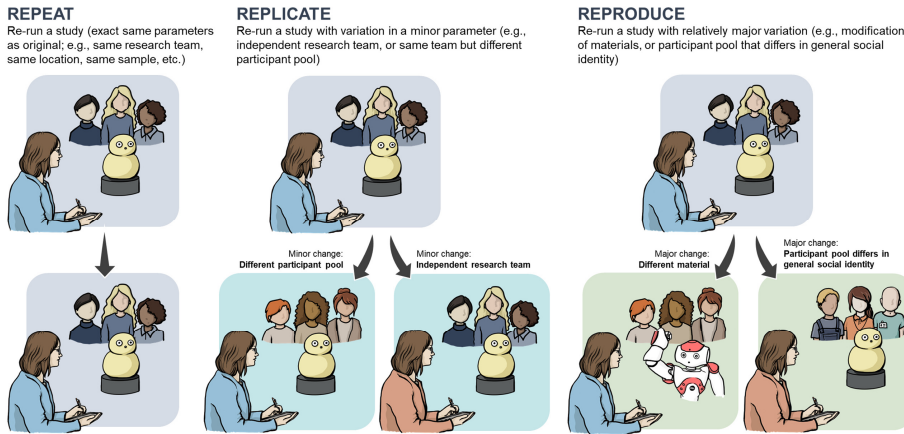 REPEAT
Re-run a study (exact same parameters
as original; e.g., same research team,
same location, same sample, etc.)
REPLICATE
Re-run a study with variation in a minor parameter (e.g.,
independent research team, or same team but different
participant pool)
Minor change:
Different participant pool
Minor change:
Independent research team
REPRODUCE
Re-run a study with relatively major variation (e.g., modification
of materials, or participant pool that differs in general social
identity)
Major change:
Different material
Major change:
Participant pool differs in
general social identity